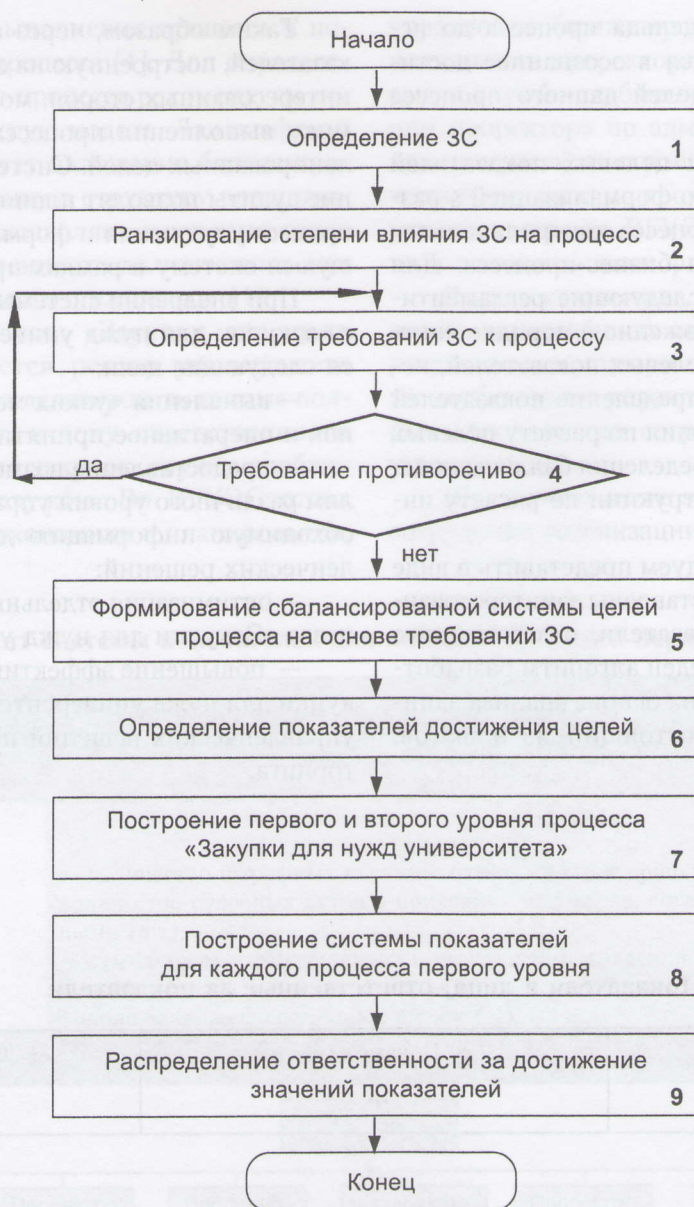 Начало
Определение ЗС
1
Ранзирование степени влияния ЗС на процесс
2
Определение требований ЗС к процессу
3
да
Требование противоречиво?
4
нет
Формирование сбалансированной системы целей
процесса на основе требований ЗС
5
Определение показателей достижения целей
6
Построение первого и второго уровня процесса
«Закупки для нужд университета»
7
Построение системы показателей
для каждого процесса первого уровня
8
Распределение ответственности за достижение
значений показателей
9
Конец